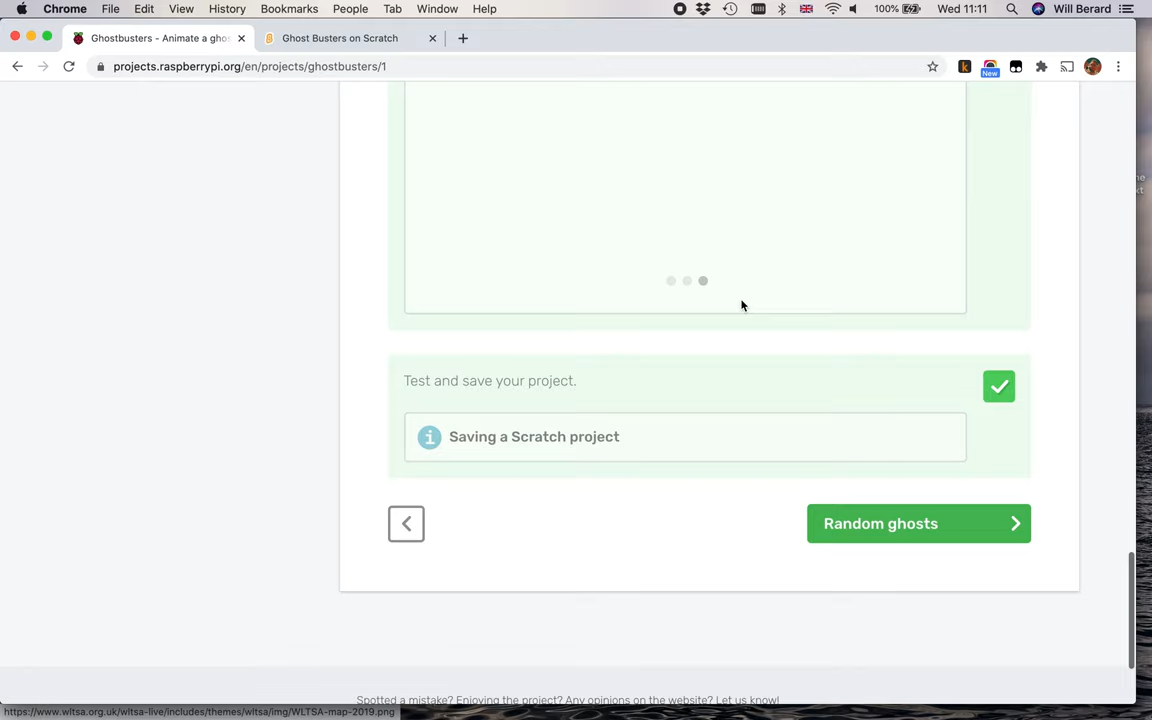 Chrome File Edit View History Bookmarks People Tab Window Help 100% Wed 11:11 Will Berard
Ghostbusters - Animate a ghos Ghost Busters on Scratch
projects.raspberrypi.org/en/projects/ghostbusters/1
New
Test and save your project.
Saving a Scratch project
Random ghosts
Spotted a mistake? Enjoying the project? Any opinions on the website? Let us know!
https://www.wltsa.org.uk/wltsa-live/includes/themes/wltsa/img/WLTSA-map-2019.png